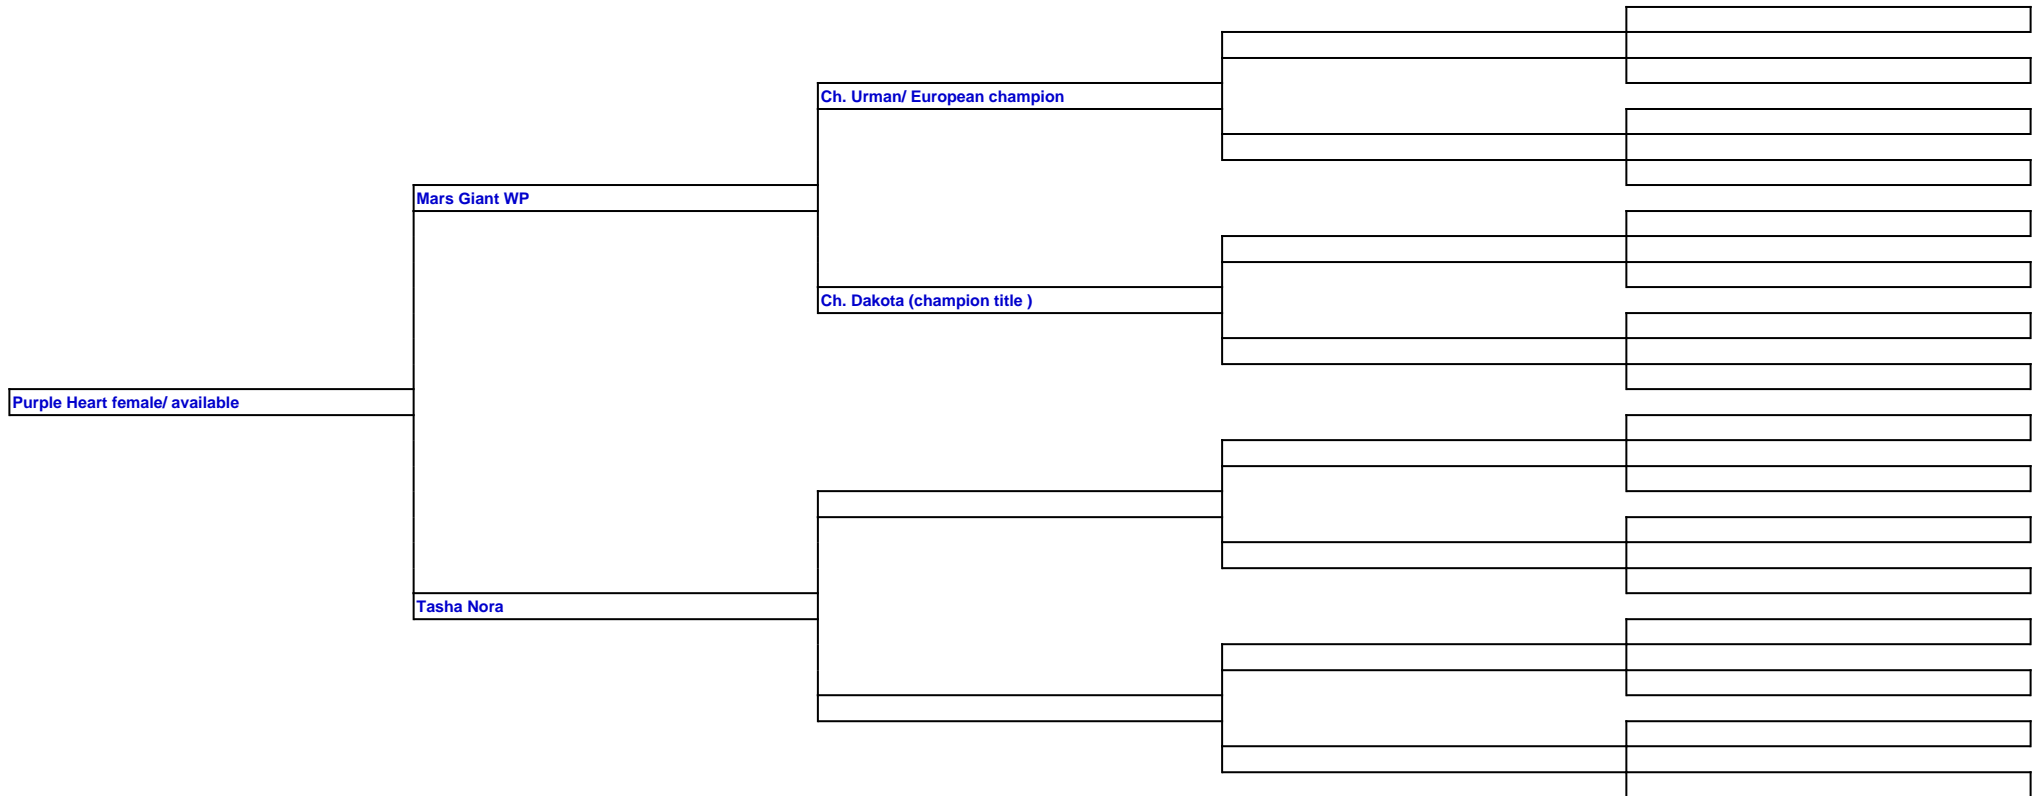 Ch. Urman/ European champion
Mars Giant WP
Ch. Dakota (champion title )
Purple Heart female/ available
Tasha Nora